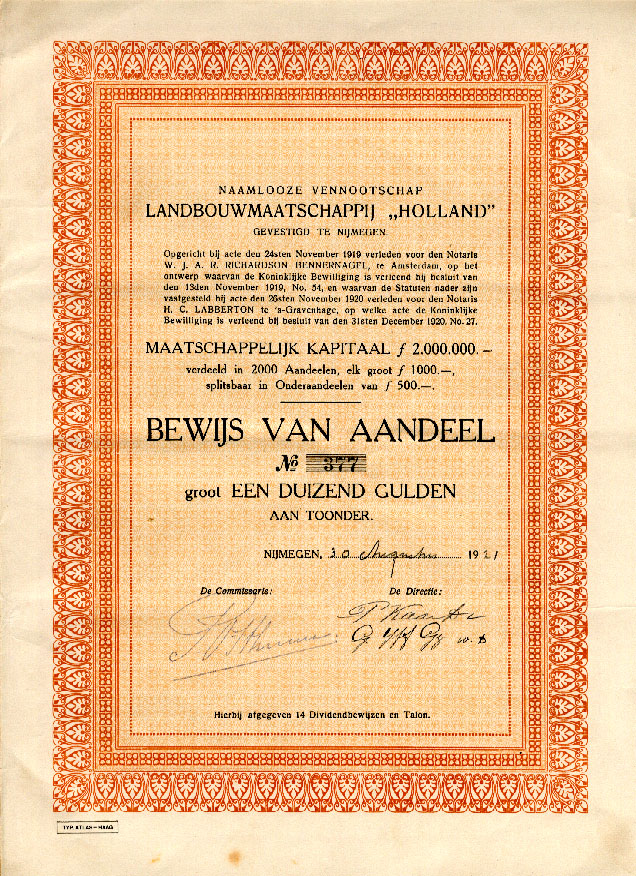 NAAMLOOZE VENNOOTSCHAP
LANDBOUWMAATSCHAPPIJ „HOLLAND"
GEVESTIGD TE NIJMEGEN
Opgericht bij acte den 24sten November 1919 verleden voor den Notaris
W. J. A. R. RICHARDSON BENNERNAGEL, te Amsterdam, op het
ontwerp waarvan de Koninklijke Bewilliging is verleend bij besluit van
den 13den November 1919, No. 54, en waarvan de Statuten nader zijn
vastgesteld bij acte den 26sten November 1920 verleden voor den Notaris
H. C. LABBERTON te 's-Gravenhage, op welke acte de Koninklijke
Bewilliging is verleend bij besluit van den 31sten December 1920. No. 27.
MAATSCHAPPELIJK KAPITAAL ƒ 2.000.000.–
verdeeld in 2000 Aandeelen, elk groot ƒ 1000.—,
splitsbaar in Onderaandeelen van ƒ 500.—.
BEWIJS VAN AANDEEL
No 377
groot EEN DUIZEND GULDEN
AAN TOONDER.
NIJMEGEN, 30 Augustus 1921
De Commissaris: De Directie:
Hierbij afgegeven 14 Dividendbewijzen en Talon.
TYP. ATLAS–HAAG